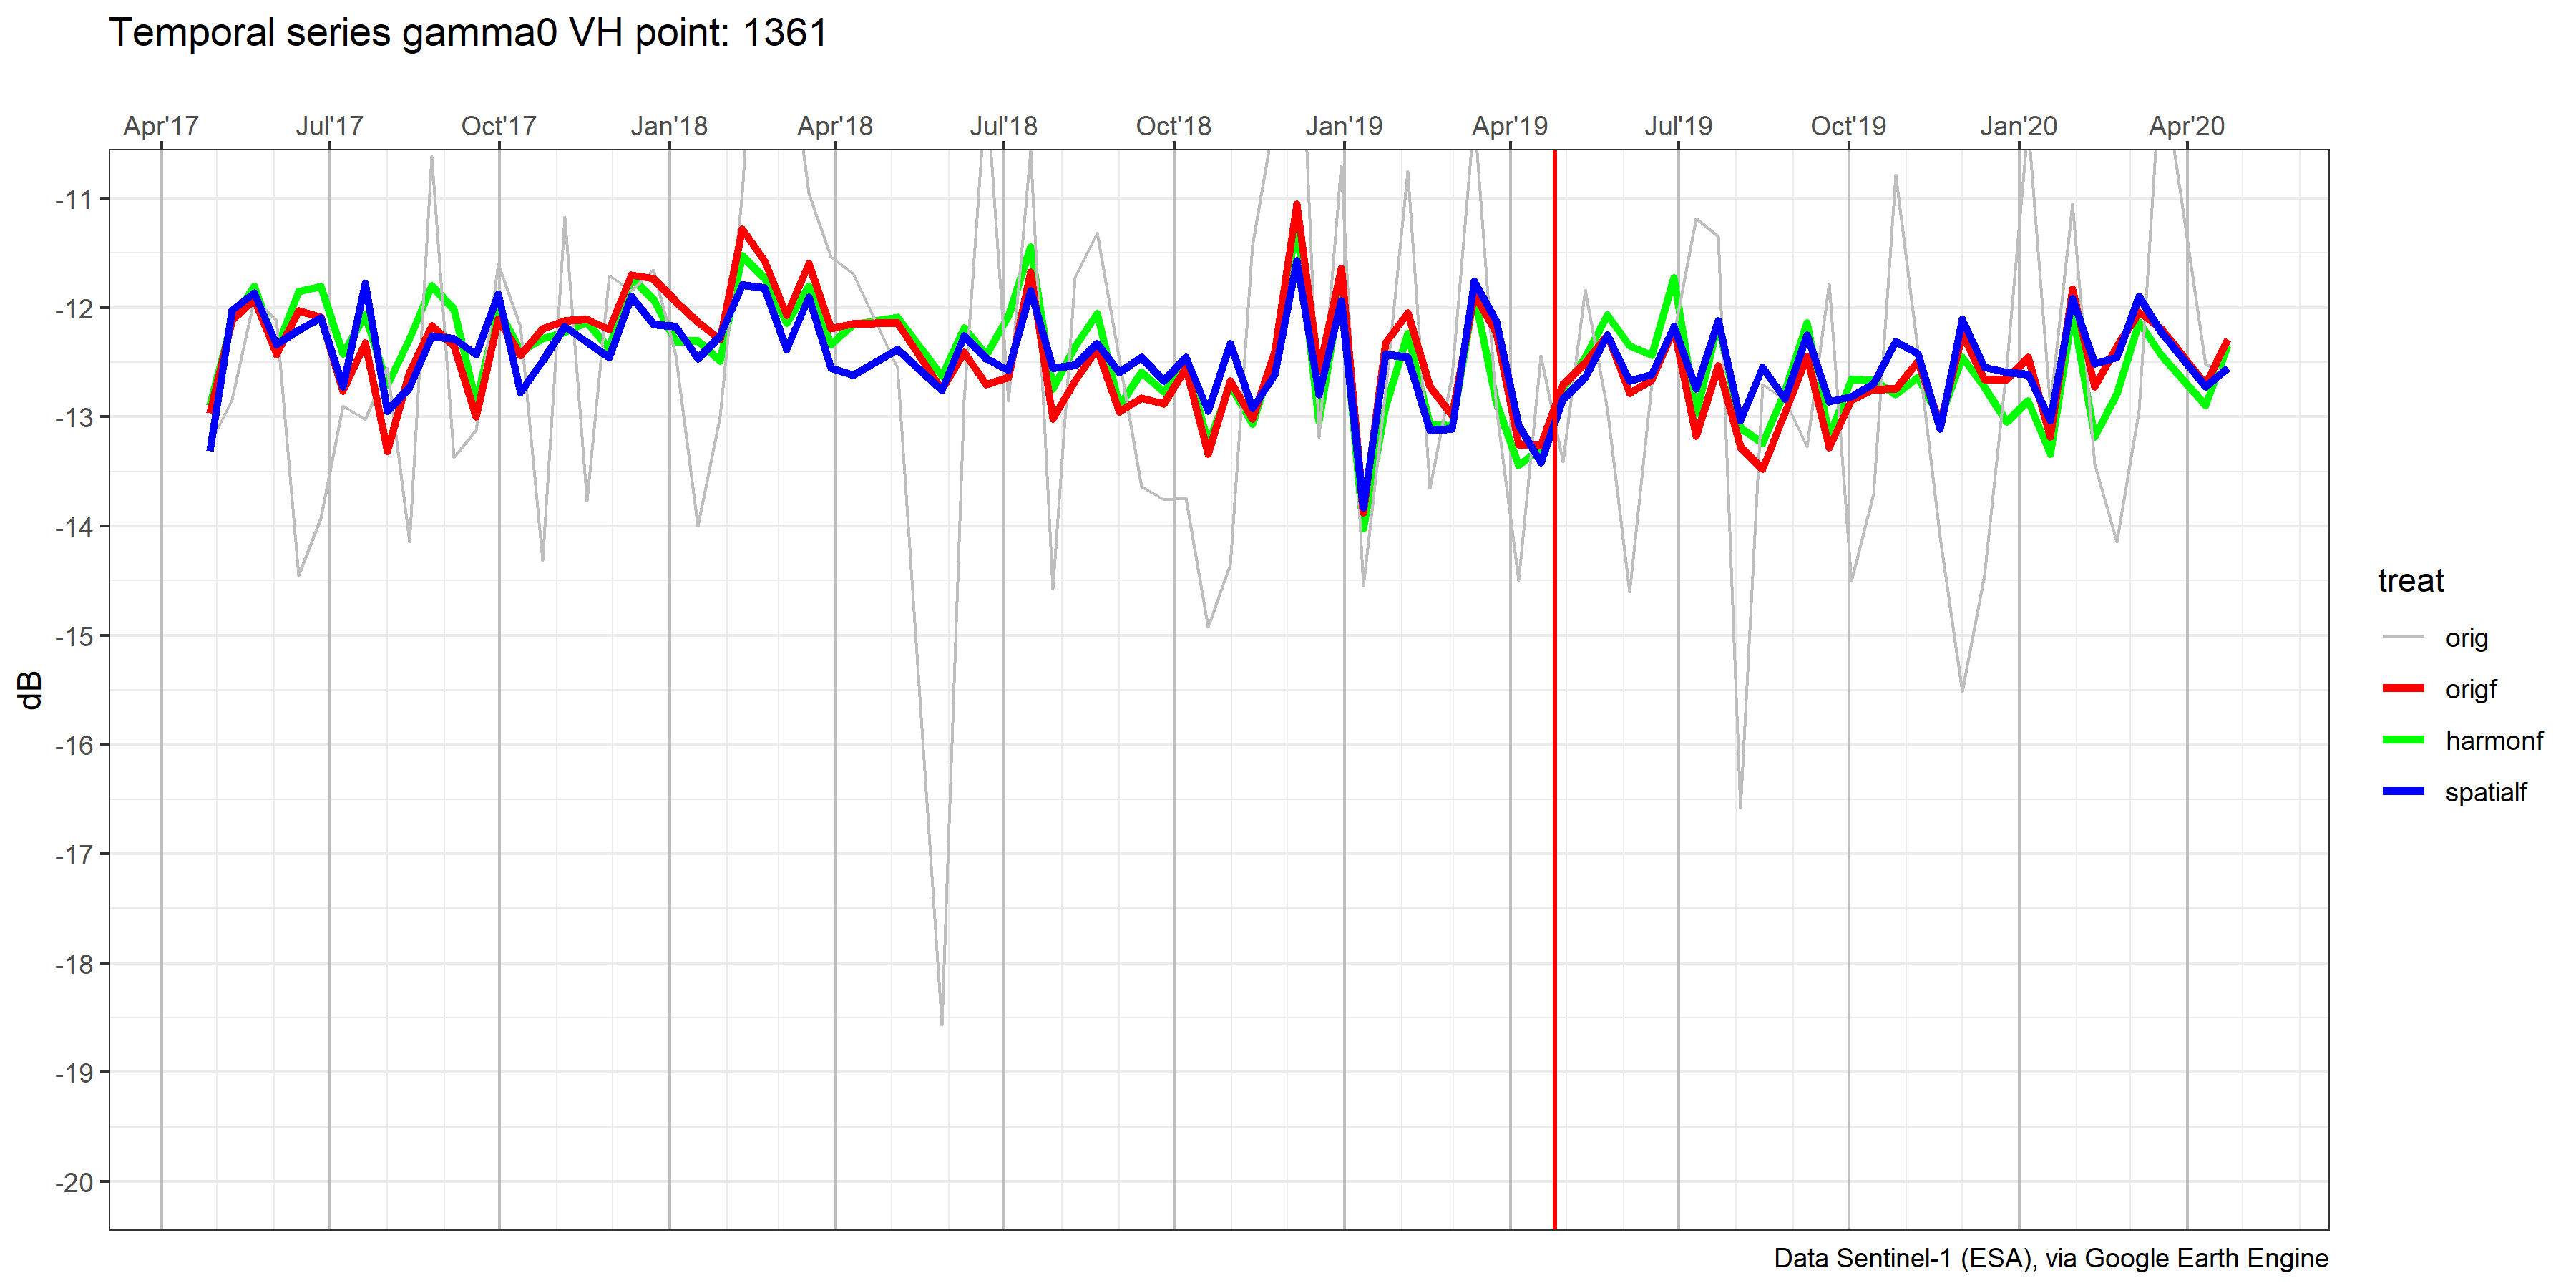 Temporal series gamma0 VH point: 1361
Apr'17 Jul'17 Oct'17 Jan'18 Apr'18 Jul'18 Oct'18 Jan'19 Apr'19 Jul'19 Oct'19 Jan'20 Apr'20
-11
-12
-13
-14
-15
-16
-17
-18
-19
-20
dB
treat
orig
origf
harmonf
spatialf
Data Sentinel-1 (ESA), via Google Earth Engine